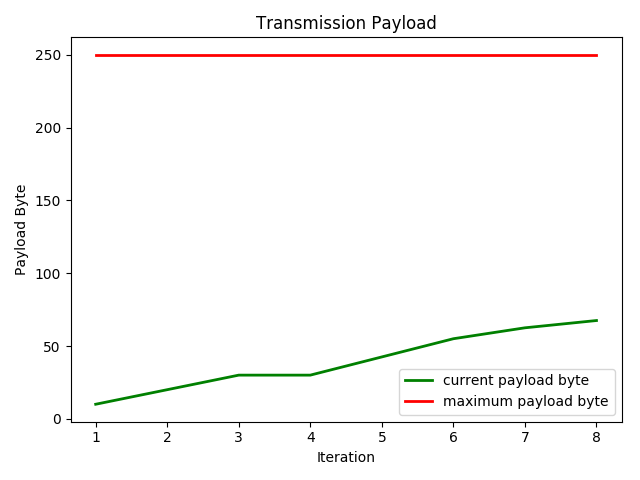 Transmission Payload
250
200
150
100
50
0
Payload Byte
current payload byte
maximum payload byte
1 2 3 4 5 6 7 8
Iteration